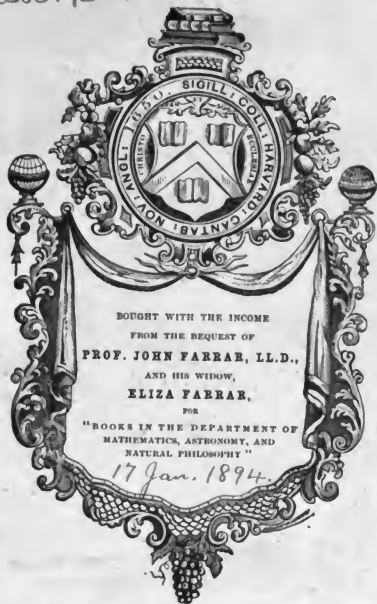 SIGILL: COLL: HARVARD: CANTAB: NOV: ANGL: 1650.
CHRISTO
ECCLESIÆ
BOUGHT WITH THE INCOME
FROM THE BEQUEST OF
PROF. JOHN FARRAR, LL.D.,
AND HIS WIDOW,
ELIZA FARRAR,
FOR
"BOOKS IN THE DEPARTMENT OF
MATHEMATICS, ASTRONOMY, AND
NATURAL PHILOSOPHY"
17 Jan. 1894.